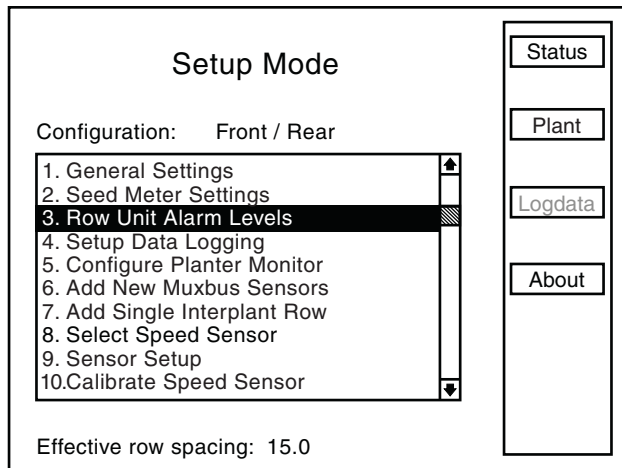 Setup Mode
Configuration: Front / Rear
1. General Settings
2. Seed Meter Settings
3. Row Unit Alarm Levels
4. Setup Data Logging
5. Configure Planter Monitor
6. Add New Muxbus Sensors
7. Add Single Interplant Row
8. Select Speed Sensor
9. Sensor Setup
10.Calibrate Speed Sensor
Effective row spacing: 15.0
Status
Plant
Logdata
About